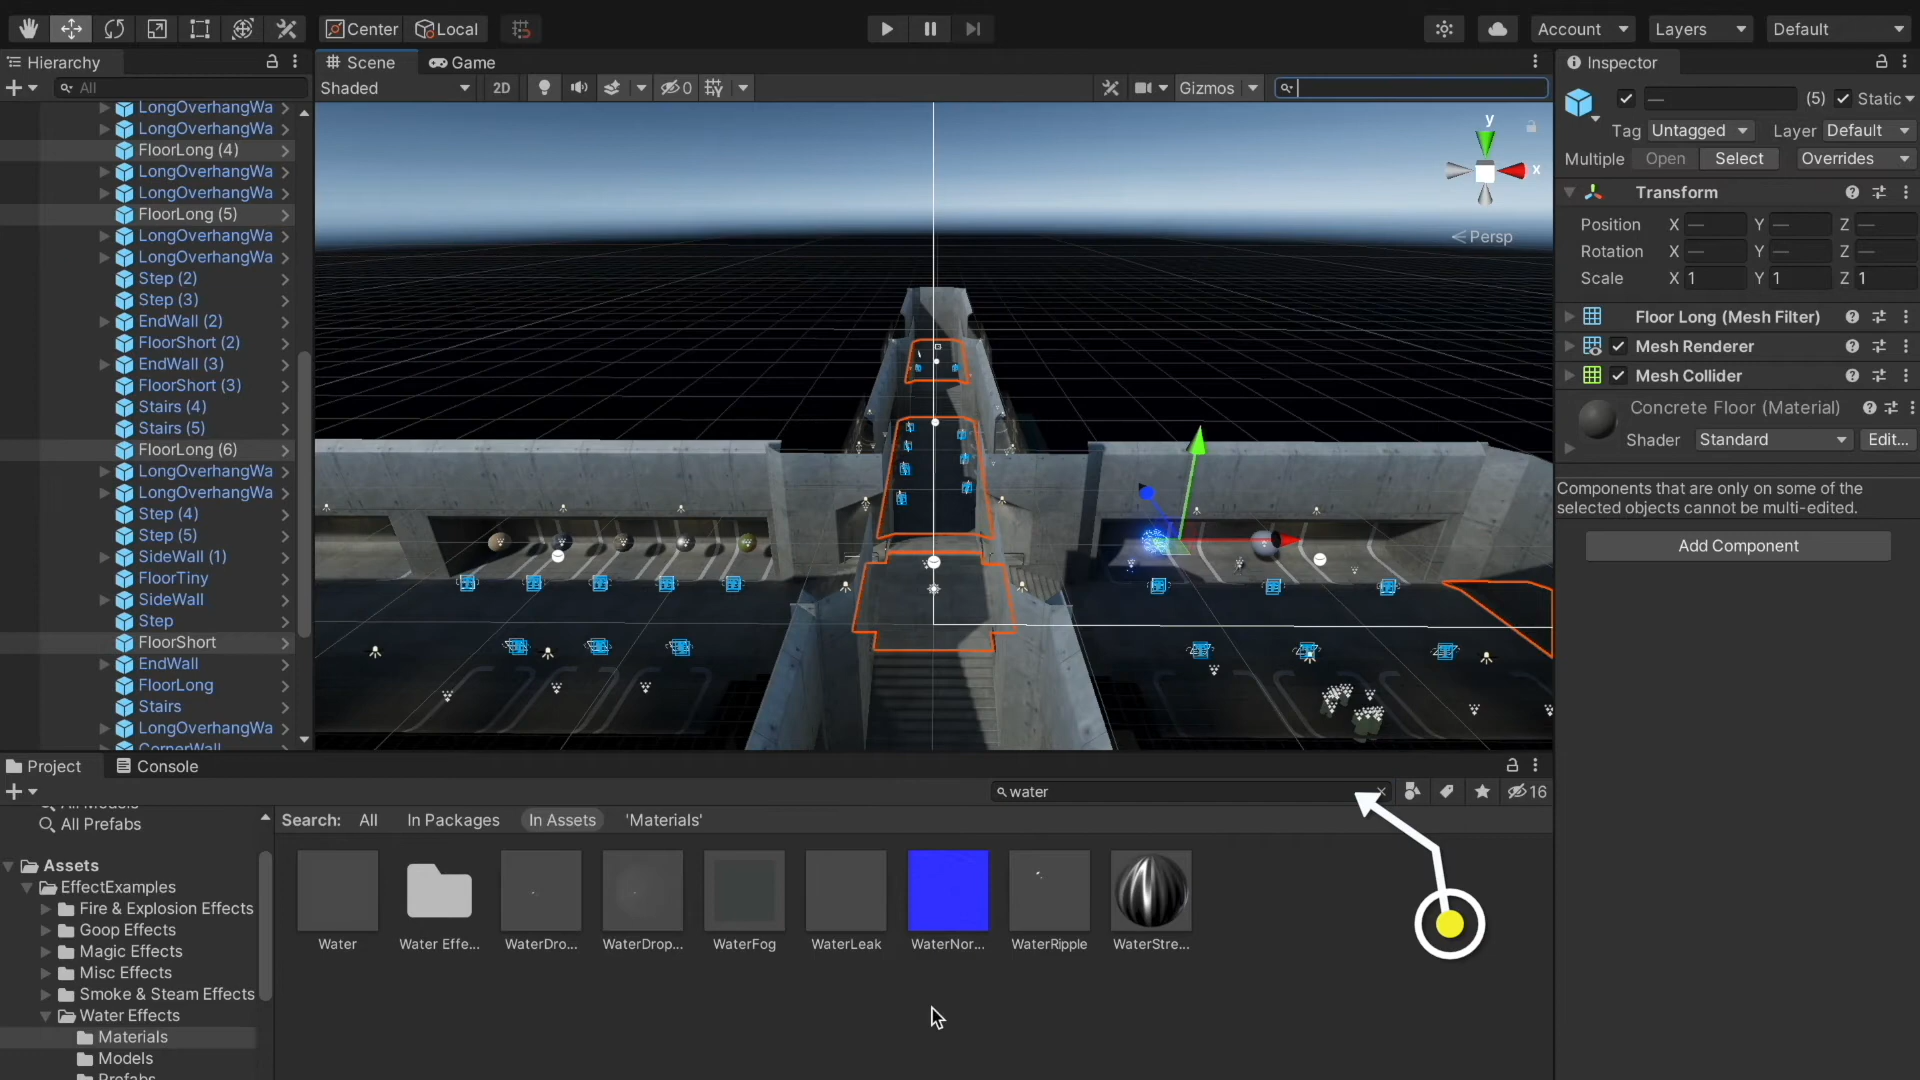 Center
Local
Account
Layers
Default
Hierarchy
All
LongOverhangWa
LongOverhangWa
FloorLong (4)
LongOverhangWa
LongOverhangWa
FloorLong (5)
LongOverhangWa
LongOverhangWa
Step (2)
Step (3)
EndWall (2)
FloorShort (2)
EndWall (3)
FloorShort (3)
Stairs (4)
Stairs (5)
FloorLong (6)
LongOverhangWa
LongOverhangWa
Step (4)
Step (5)
SideWall (1)
FloorTiny
SideWall
Step
FloorShort
EndWall
FloorLong
Stairs
LongOverhangWa
CornerWall
Scene
Game
Shaded
2D
0
Gizmos
y
x
Persp
Inspector
— (5) Static
Tag Untagged Layer Default
Multiple Open Select Overrides
Transform
Position X — Y — Z —
Rotation X — Y — Z —
Scale X 1 Y 1 Z 1
Floor Long (Mesh Filter)
Mesh Renderer
Mesh Collider
Concrete Floor (Material)
Shader Standard Edit...
Components that are only on some of the
selected objects cannot be multi-edited.
Add Component
Project
Console
water
16
All Models
All Prefabs
Assets
EffectExamples
Fire & Explosion Effects
Goop Effects
Magic Effects
Misc Effects
Smoke & Steam Effects
Water Effects
Materials
Models
Prefabs
Search: All In Packages In Assets 'Materials'
Water
Water Effe...
WaterDro...
WaterDrop...
WaterFog
WaterLeak
WaterNor...
WaterRipple
WaterStre...